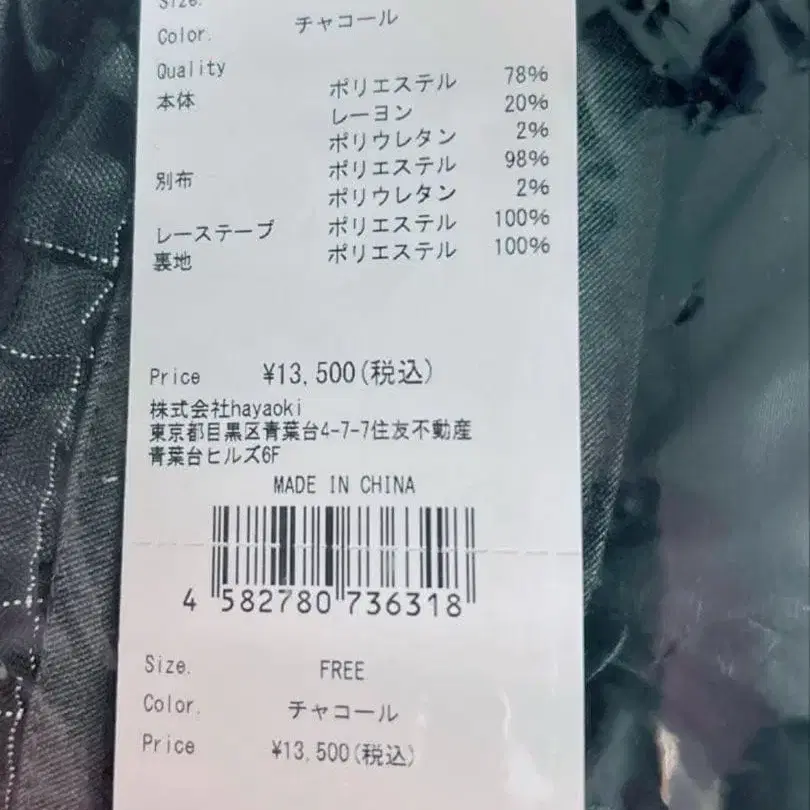 Size.
Color. チャコール
Quality
本体 ポリエステル 78%
レーヨン 20%
ポリウレタン 2%
別布 ポリエステル 98%
ポリウレタン 2%
レーステープ ポリエステル 100%
裏地 ポリエステル 100%
Price ¥13,500(税込)
株式会社hayaoki
東京都目黒区青葉台4-7-7住友不動産
青葉台ヒルズ6F
MADE IN CHINA
4 582780 736318
Size. FREE
Color. チャコール
Price ¥13,500(税込)